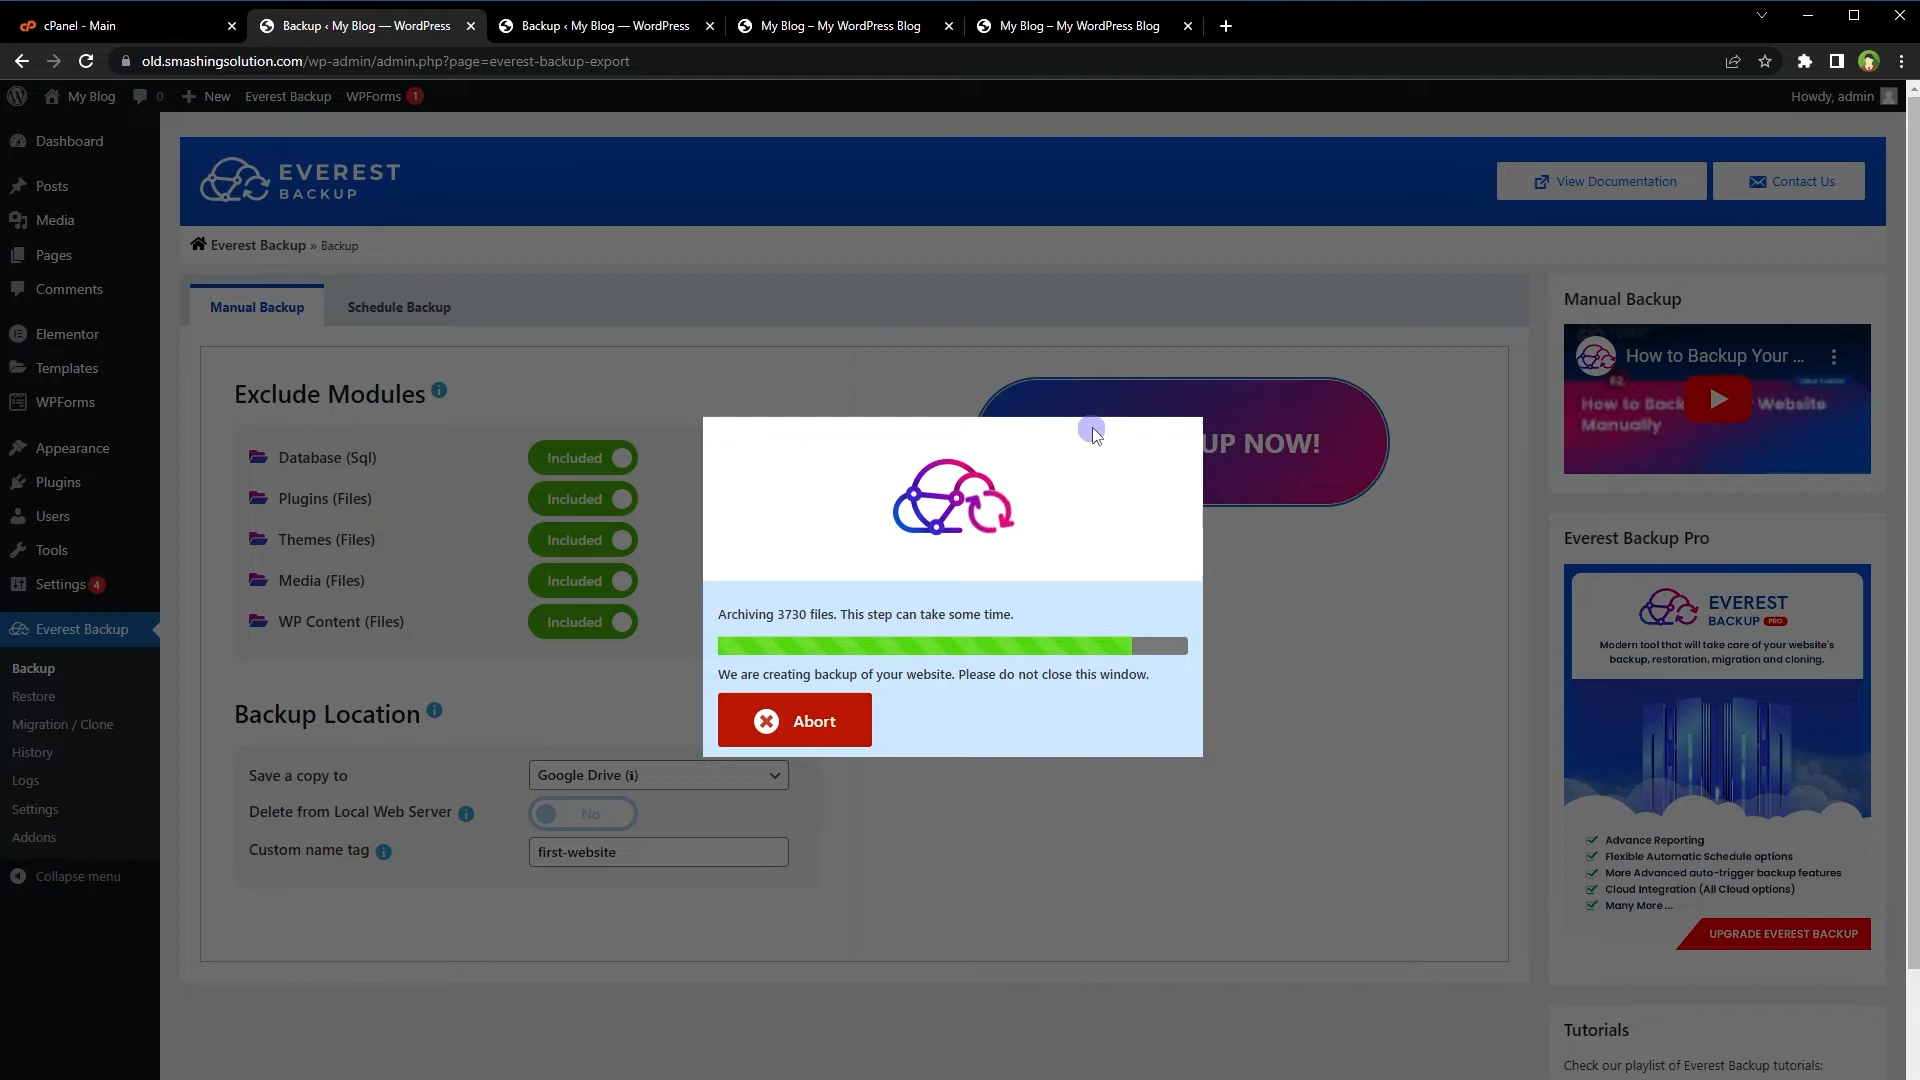 cPanel - Main
Backup ‹ My Blog — WordPress
Backup ‹ My Blog — WordPress
My Blog – My WordPress Blog
My Blog – My WordPress Blog
old.smashingsolution.com/wp-admin/admin.php?page=everest-backup-export
My Blog
0
New
Everest Backup
WPForms 1
Howdy, admin
Dashboard
Posts
Media
Pages
Comments
Elementor
Templates
WPForms
Appearance
Plugins
Users
Tools
Settings 4
Everest Backup
Backup
Restore
Migration / Clone
History
Logs
Settings
Addons
Collapse menu
EVEREST
BACKUP
View Documentation
Contact Us
Everest Backup » Backup
Manual Backup
Schedule Backup
Exclude Modules
Database (Sql) Included
Plugins (Files) Included
Themes (Files) Included
Media (Files) Included
WP Content (Files) Included
UP NOW!
Archiving 3730 files. This step can take some time.
We are creating backup of your website. Please do not close this window.
Abort
Backup Location
Save a copy to Google Drive (i)
Delete from Local Web Server No
Custom name tag first-website
Manual Backup
How to Backup Your ...
02.
How to Back
Website
Manually
Everest Backup Pro
EVEREST
BACKUP PRO
Modern tool that will take care of your website's
backup, restoration, migration and cloning.
Advance Reporting
Flexible Automatic Schedule options
More Advanced auto-trigger backup features
Cloud Integration (All Cloud options)
Many More ...
UPGRADE EVEREST BACKUP
Tutorials
Check our playlist of Everest Backup tutorials: